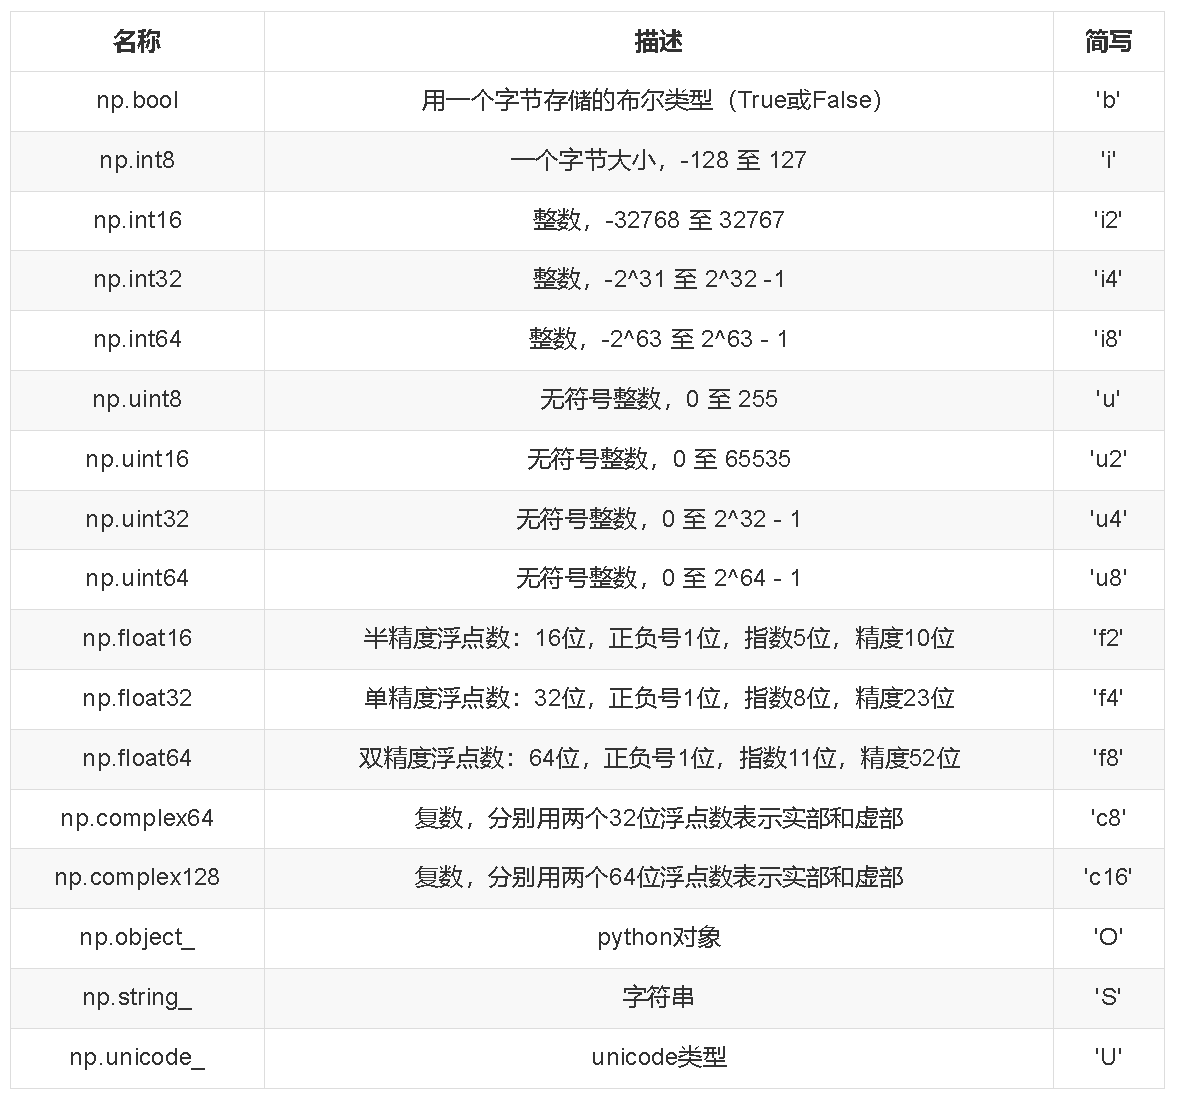 名称 描述 简写
np.bool 用一个字节存储的布尔类型（True或False） 'b'
np.int8 一个字节大小，-128 至 127 'i'
np.int16 整数，-32768 至 32767 'i2'
np.int32 整数，-2^31 至 2^32 -1 'i4'
np.int64 整数，-2^63 至 2^63 - 1 'i8'
np.uint8 无符号整数，0 至 255 'u'
np.uint16 无符号整数，0 至 65535 'u2'
np.uint32 无符号整数，0 至 2^32 - 1 'u4'
np.uint64 无符号整数，0 至 2^64 - 1 'u8'
np.float16 半精度浮点数：16位，正负号1位，指数5位，精度10位 'f2'
np.float32 单精度浮点数：32位，正负号1位，指数8位，精度23位 'f4'
np.float64 双精度浮点数：64位，正负号1位，指数11位，精度52位 'f8'
np.complex64 复数，分别用两个32位浮点数表示实部和虚部 'c8'
np.complex128 复数，分别用两个64位浮点数表示实部和虚部 'c16'
np.object_ python对象 'O'
np.string_ 字符串 'S'
np.unicode_ unicode类型 'U'